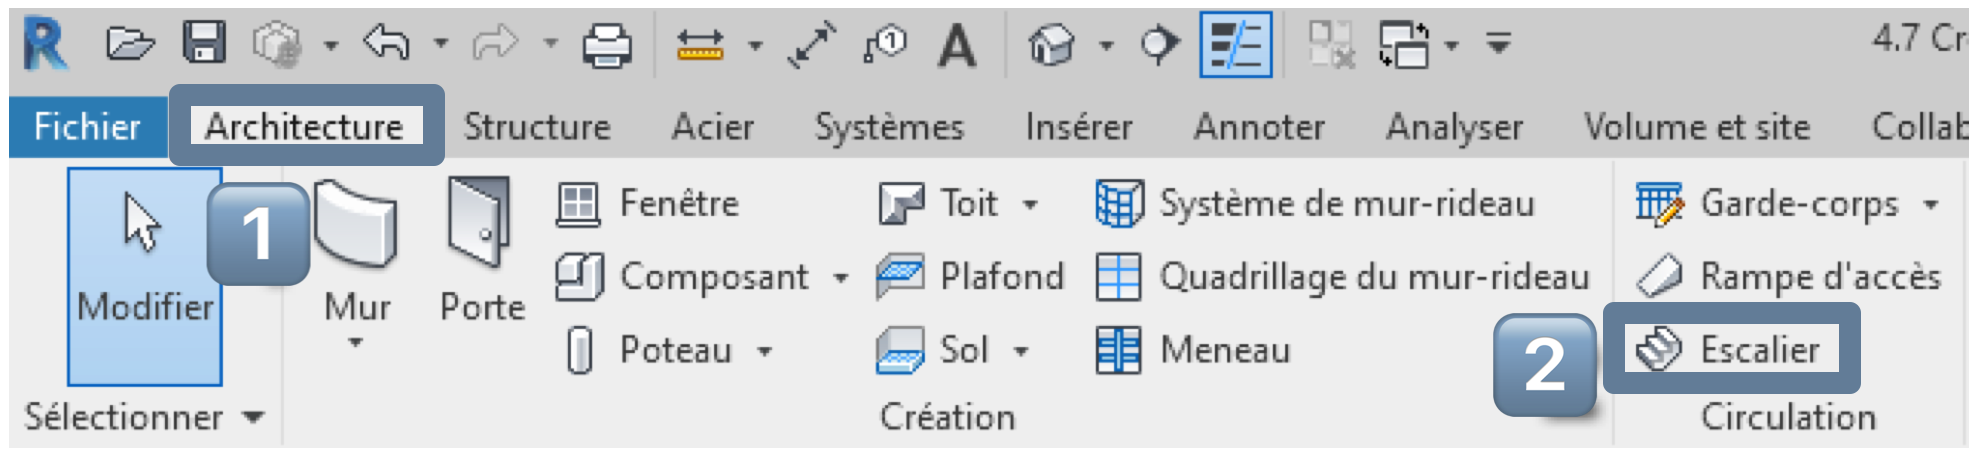 4.7 Cr
Fichier Architecture Structure Acier Systèmes Insérer Annoter Analyser Volume et site Collab
1
Modifier Mur Porte
Fenêtre Toit Système de mur-rideau Garde-corps
Composant Plafond Quadrillage du mur-rideau Rampe d'accès
Poteau Sol Meneau 2 Escalier
Sélectionner Création Circulation